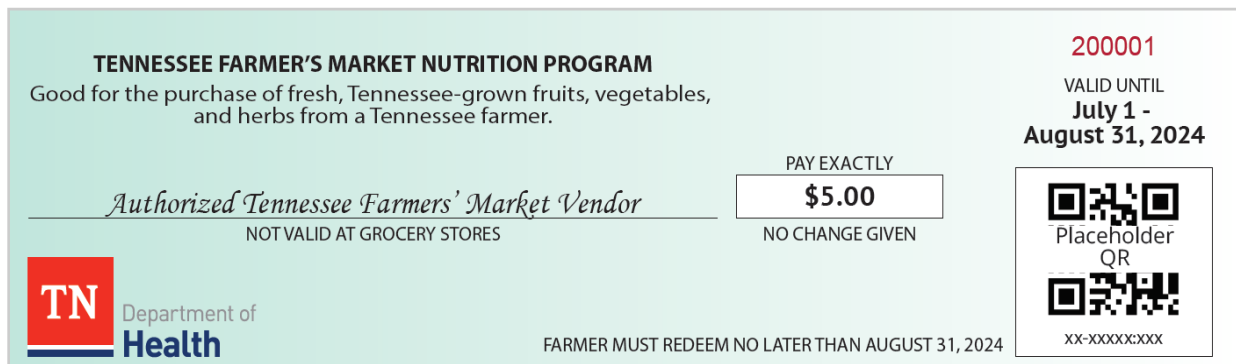 TENNESSEE FARMER'S MARKET NUTRITION PROGRAM
Good for the purchase of fresh, Tennessee-grown fruits, vegetables,
and herbs from a Tennessee farmer.
200001
VALID UNTIL
July 1 -
August 31, 2024
Authorized Tennessee Farmers' Market Vendor
NOT VALID AT GROCERY STORES
PAY EXACTLY
$5.00
NO CHANGE GIVEN
Placeholder
QR
xx-xxxxx:xxx
TN
Department of
Health
FARMER MUST REDEEM NO LATER THAN AUGUST 31, 2024